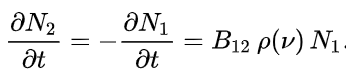 ∂N₂/∂t = −∂N₁/∂t = B₁₂ ρ(ν) N₁.